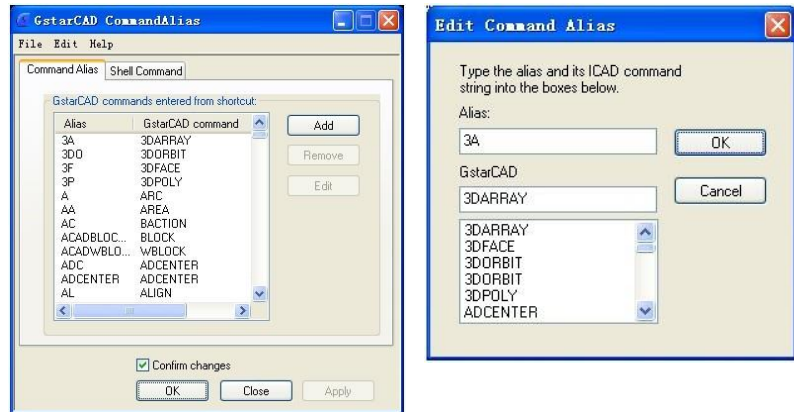 GstarCAD CommandAlias
File Edit Help
Command Alias Shell Command
GstarCAD commands entered from shortcut:
Alias GstarCAD command
3A 3DARRAY
3DO 3DORBIT
3F 3DFACE
3P 3DPOLY
A ARC
AA AREA
AC BACTION
ACADBLOC... BLOCK
ACADWBLO... WBLOCK
ADC ADCENTER
ADCENTER ADCENTER
AL ALIGN
Add
Remove
Edit
Confirm changes
OK Close Apply
Edit Command Alias
Type the alias and its ICAD command
string into the boxes below.
Alias:
3A
OK
GstarCAD
3DARRAY
Cancel
3DARRAY
3DFACE
3DORBIT
3DORBIT
3DPOLY
ADCENTER